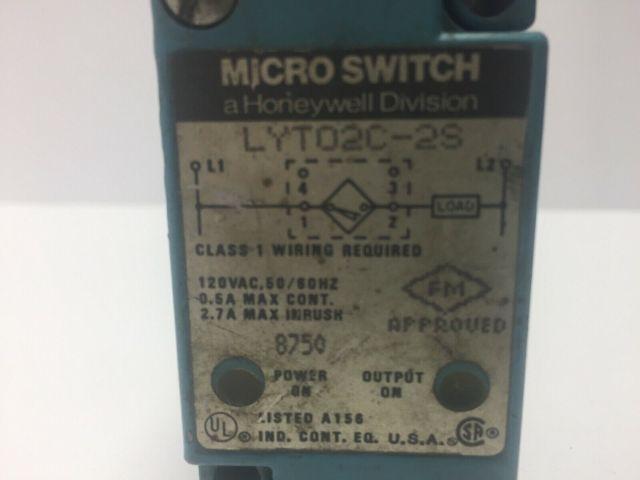 MICRO SWITCH
a Honeywell Division
LYT02C-2S
L1 L2
4 3
1 2 LOAD
CLASS 1 WIRING REQUIRED
120VAC, 50/60HZ
0.5A MAX CONT.
2.7A MAX INRUSH
FM
APPROVED
8750
POWER ON
OUTPUT ON
LISTED A156
UL ® IND. CONT. EQ. U.S.A. SA ®